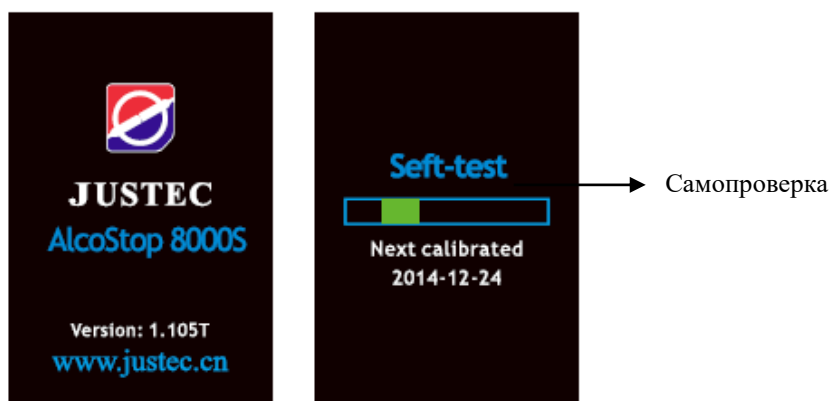 JUSTEC
AlcoStop 8000S
Version: 1.105T
www.justec.cn
Seft-test
Next calibrated
2014-12-24
Самопроверка